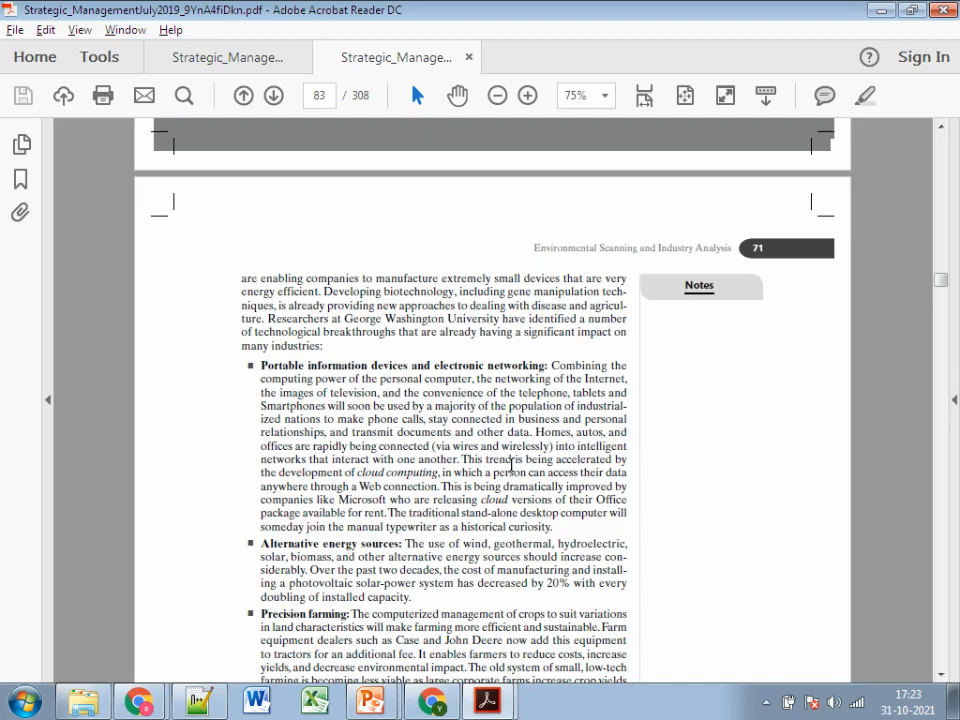 Strategic_ManagementJuly2019_9YnA4fiDkn.pdf - Adobe Acrobat Reader DC
File Edit View Window Help
Home Tools Strategic_Manage... Strategic_Manage... × Sign In
83 / 308 75%
Environmental Scanning and Industry Analysis 71
Notes
are enabling companies to manufacture extremely small devices that are very
energy efficient. Developing biotechnology, including gene manipulation tech-
niques, is already providing new approaches to dealing with disease and agricul-
ture. Researchers at George Washington University have identified a number
of technological breakthroughs that are already having a significant impact on
many industries:
■ Portable information devices and electronic networking: Combining the
computing power of the personal computer, the networking of the Internet,
the images of television, and the convenience of the telephone, tablets and
Smartphones will soon be used by a majority of the population of industrial-
ized nations to make phone calls, stay connected in business and personal
relationships, and transmit documents and other data. Homes, autos, and
offices are rapidly being connected (via wires and wirelessly) into intelligent
networks that interact with one another. This trend is being accelerated by
the development of cloud computing, in which a person can access their data
anywhere through a Web connection. This is being dramatically improved by
companies like Microsoft who are releasing cloud versions of their Office
package available for rent. The traditional stand-alone desktop computer will
someday join the manual typewriter as a historical curiosity.
■ Alternative energy sources: The use of wind, geothermal, hydroelectric,
solar, biomass, and other alternative energy sources should increase con-
siderably. Over the past two decades, the cost of manufacturing and install-
ing a photovoltaic solar-power system has decreased by 20% with every
doubling of installed capacity.
■ Precision farming: The computerized management of crops to suit variations
in land characteristics will make farming more efficient and sustainable. Farm
equipment dealers such as Case and John Deere now add this equipment
to tractors for an additional fee. It enables farmers to reduce costs, increase
yields, and decrease environmental impact. The old system of small, low-tech
farming is becoming less viable as large corporate farms increase crop yields
17:23
31-10-2021